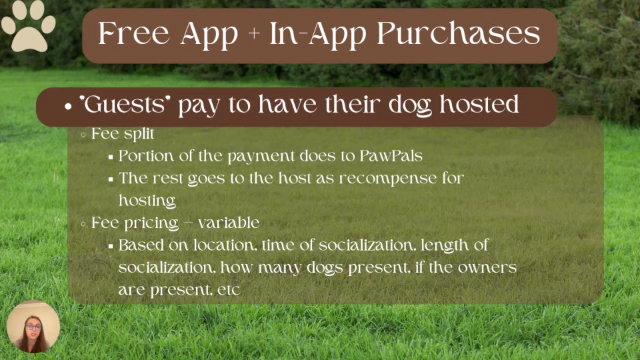 Free App + In-App Purchases
• "Guests" pay to have their dog hosted
◦ Fee split
▪ Portion of the payment does to PawPals
▪ The rest goes to the host as recompense for
hosting
◦ Fee pricing – variable
▪ Based on location, time of socialization, length of
socialization, how many dogs present, if the owners
are present, etc